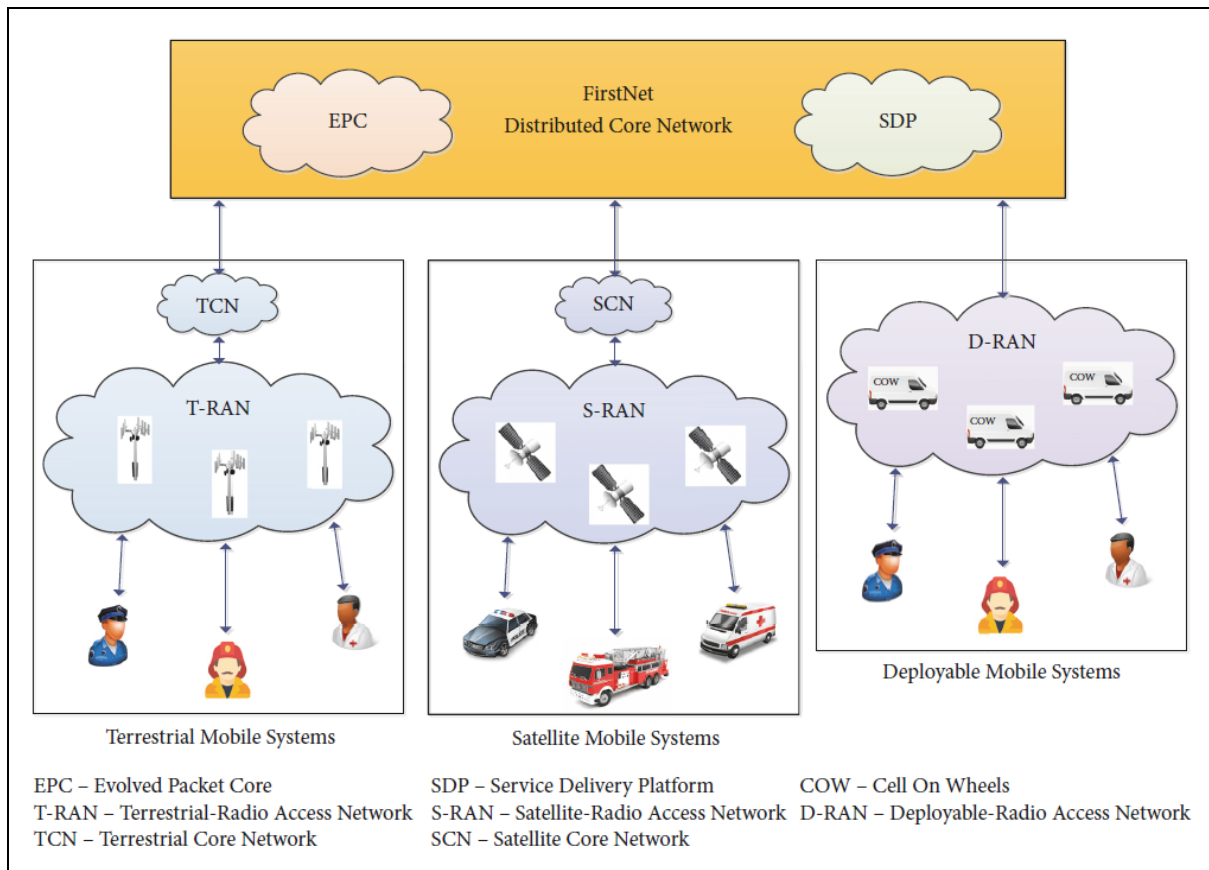 FirstNet
Distributed Core Network
EPC
SDP
TCN
SCN
D-RAN
T-RAN
S-RAN
COW
COW
COW
POLICE
Deployable Mobile Systems
Terrestrial Mobile Systems
Satellite Mobile Systems
EPC – Evolved Packet Core
T-RAN – Terrestrial-Radio Access Network
TCN – Terrestrial Core Network
SDP – Service Delivery Platform
S-RAN – Satellite-Radio Access Network
SCN – Satellite Core Network
COW – Cell On Wheels
D-RAN – Deployable-Radio Access Network